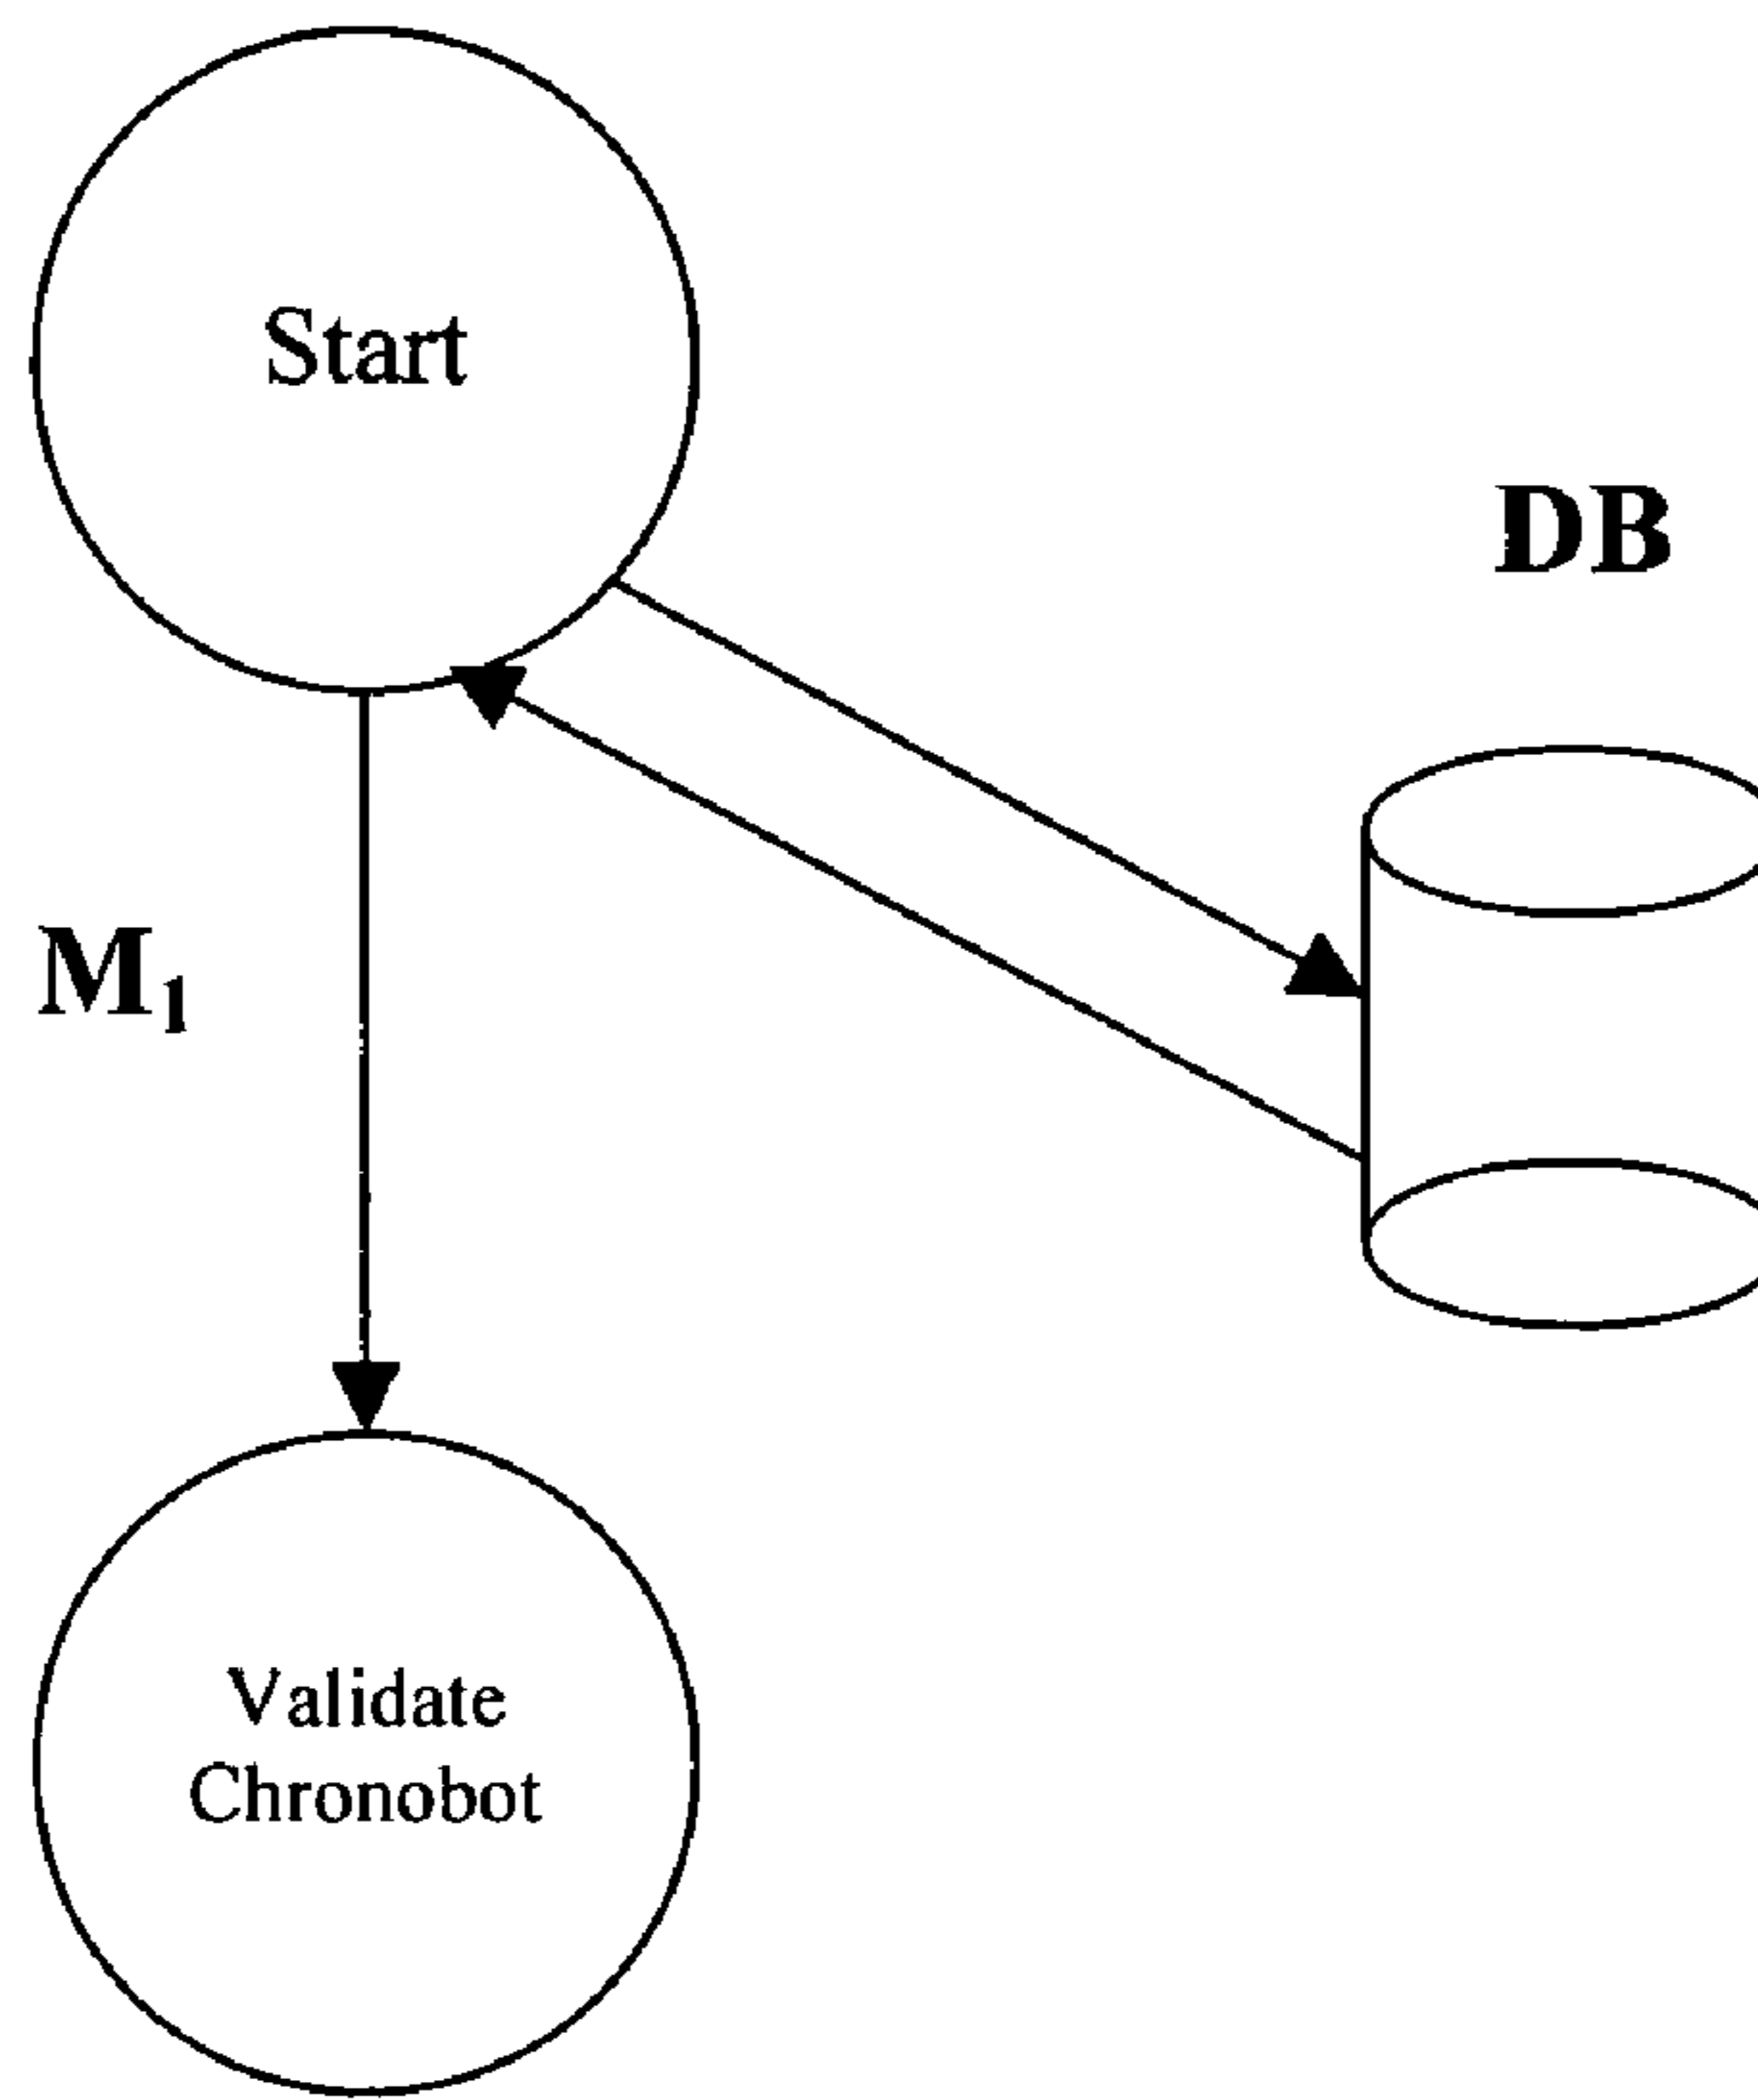 Start
DB
M₁
Validate
Chronobot